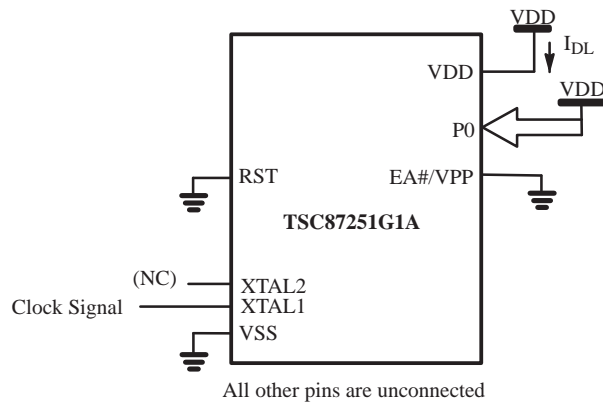 VDD
IDL
VDD
VDD
P0
RST
EA#/VPP
TSC87251G1A
(NC)
XTAL2
Clock Signal
XTAL1
VSS
All other pins are unconnected